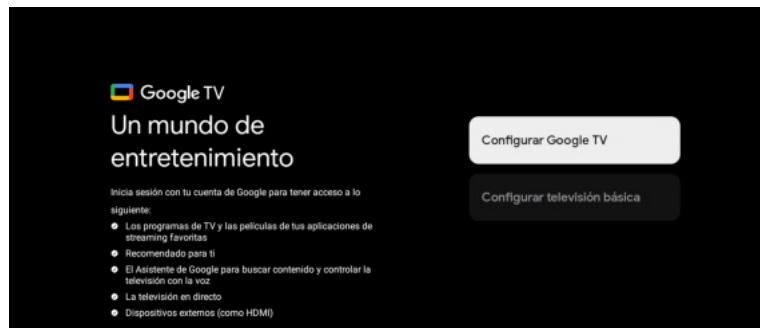 Google TV
Un mundo de
entretenimiento
Inicia sesión con tu cuenta de Google para tener acceso a lo
siguiente:
Los programas de TV y las películas de tus aplicaciones de
streaming favoritas
Recomendado para ti
El Asistente de Google para buscar contenido y controlar la
televisión con la voz
La televisión en directo
Dispositivos externos (como HDMI)
Configurar Google TV
Configurar televisión básica